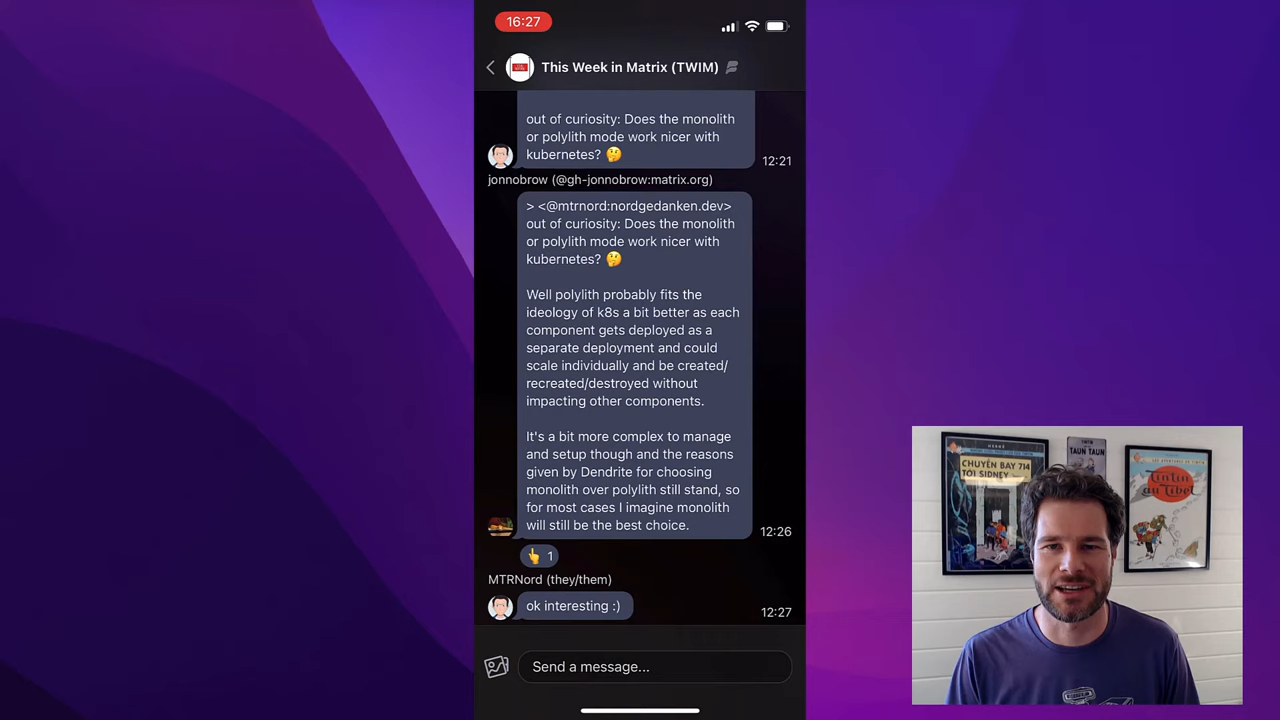 16:27
This Week in Matrix (TWIM)
out of curiosity: Does the monolith
or polylith mode work nicer with
kubernetes? 🤔
12:21
jonnobrow (@gh-jonnobrow:matrix.org)
> <@mtrnord:nordgedanken.dev>
out of curiosity: Does the monolith
or polylith mode work nicer with
kubernetes? 🤔
Well polylith probably fits the
ideology of k8s a bit better as each
component gets deployed as a
separate deployment and could
scale individually and be created/
recreated/destroyed without
impacting other components.
It's a bit more complex to manage
and setup though and the reasons
given by Dendrite for choosing
monolith over polylith still stand, so
for most cases I imagine monolith
will still be the best choice.
12:26
👆 1
MTRNord (they/them)
ok interesting :)
12:27
Send a message...
HERGÉ
CHUYẾN BAY 714
TỚI SIDNEY
TAUN TAUN
LES AVENTURES DE TINTIN
Tintin
au Tibet